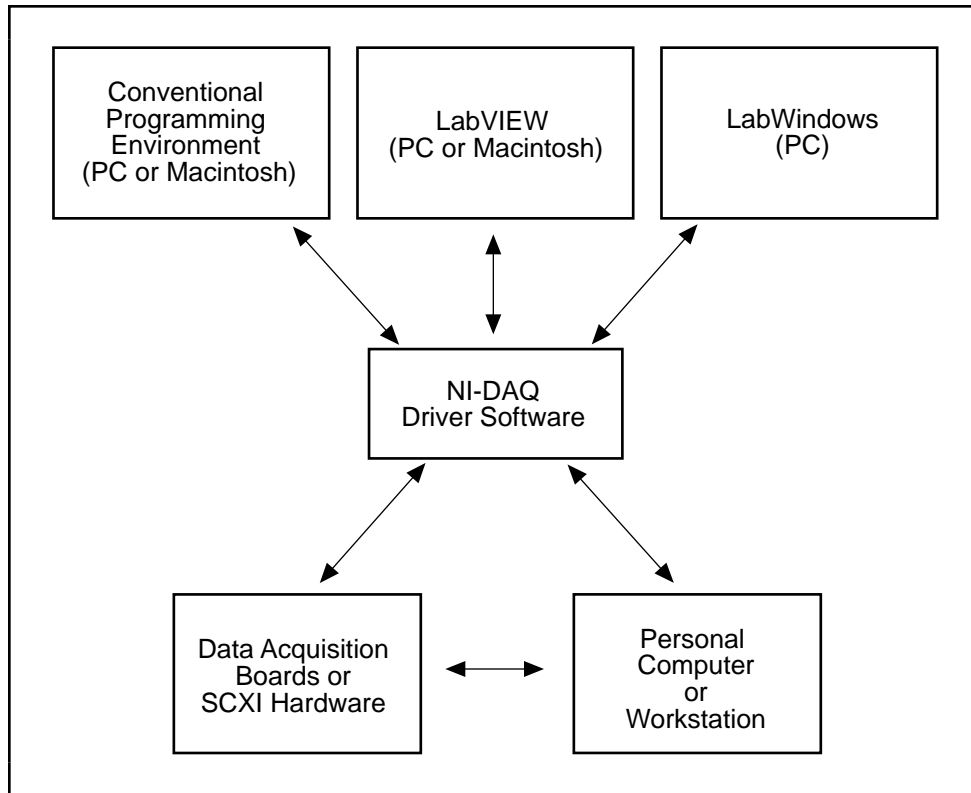 Conventional
Programming
Environment
(PC or Macintosh)
LabVIEW
(PC or Macintosh)
LabWindows
(PC)
NI-DAQ
Driver Software
Data Acquisition
Boards or
SCXI Hardware
Personal
Computer
or
Workstation